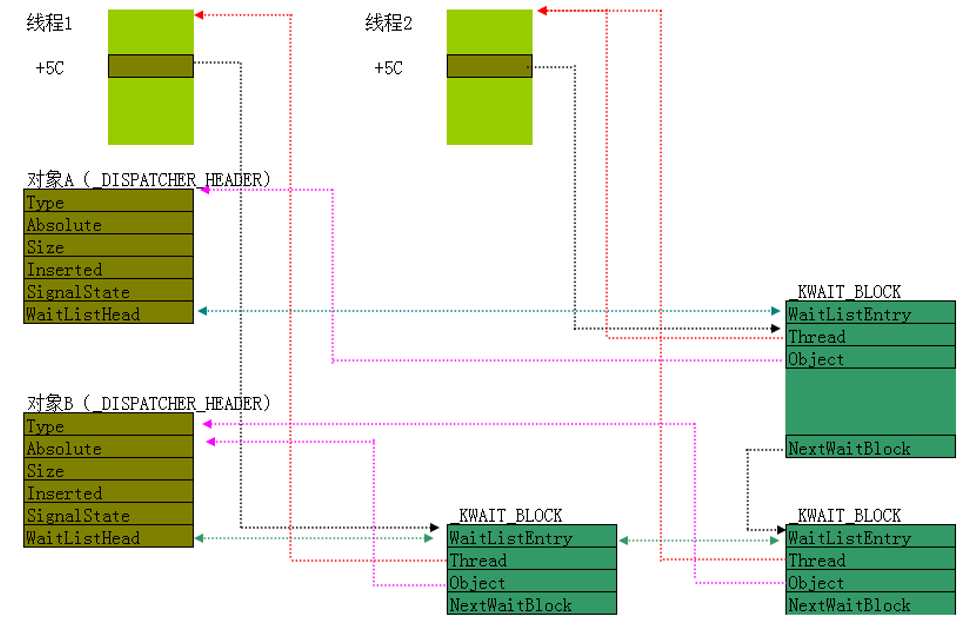 线程1
线程2
+5C
+5C
对象A（_DISPATCHER_HEADER）
Type
Absolute
Size
Inserted
SignalState
WaitListHead
_KWAIT_BLOCK
WaitListEntry
Thread
Object
NextWaitBlock
对象B（_DISPATCHER_HEADER）
Type
Absolute
Size
Inserted
SignalState
WaitListHead
_KWAIT_BLOCK
WaitListEntry
Thread
Object
NextWaitBlock
_KWAIT_BLOCK
WaitListEntry
Thread
Object
NextWaitBlock